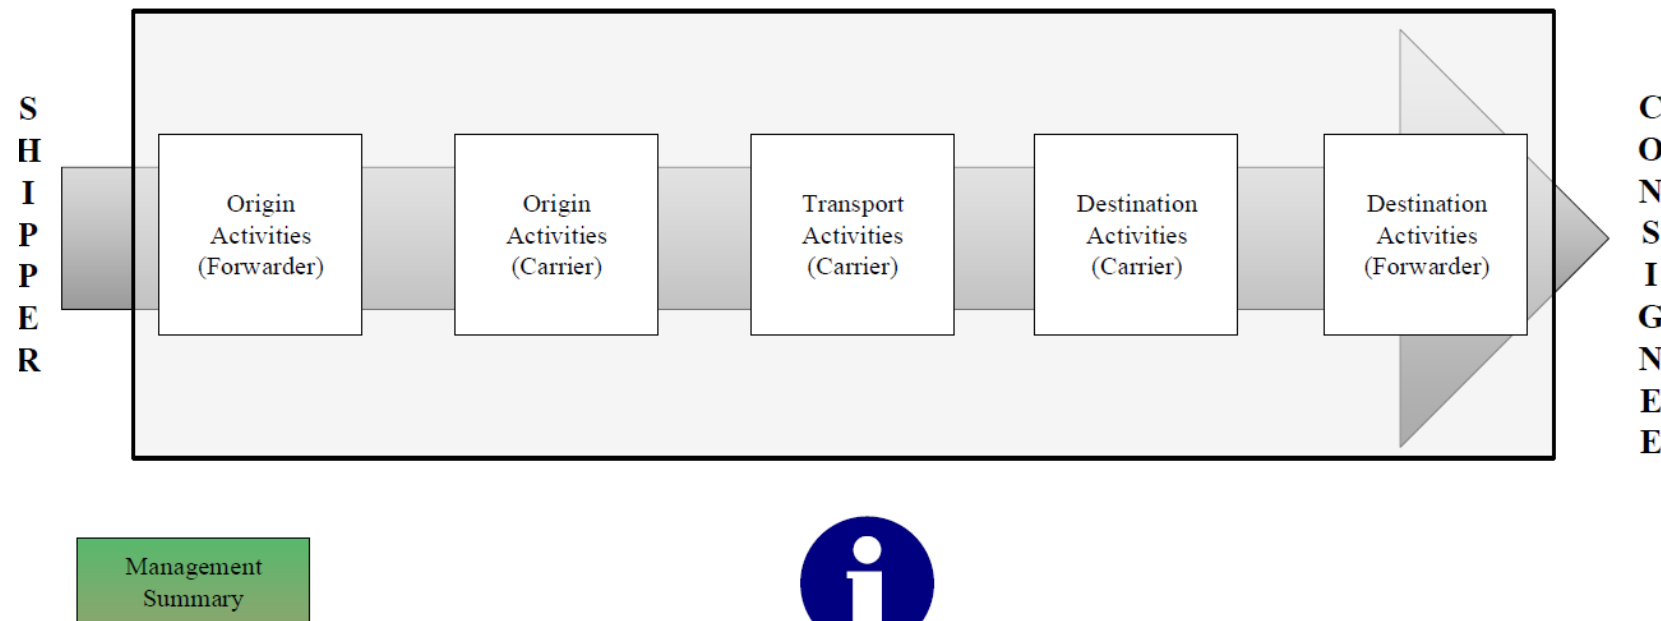 SHIPPER
Origin
Activities
(Forwarder)
Origin
Activities
(Carrier)
Transport
Activities
(Carrier)
Destination
Activities
(Carrier)
Destination
Activities
(Forwarder)
CONSIGNEE
Management
Summary
i